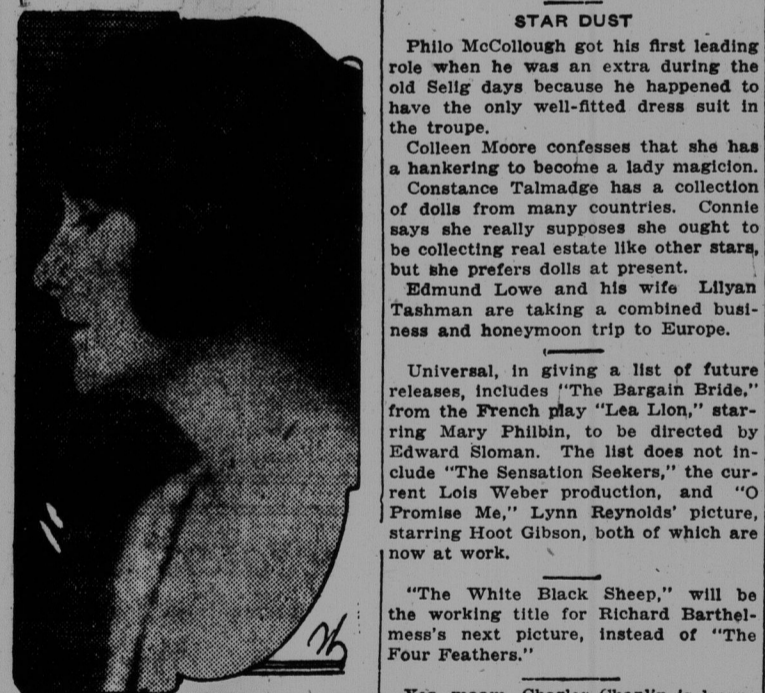 STAR DUST
Philo McCollough got his first leading
role when he was an extra during the
old Selig days because he happened to
have the only well-fitted dress suit in
the troupe.
Colleen Moore confesses that she has
a hankering to become a lady magicion.
Constance Talmadge has a collection
of dolls from many countries. Connie
says she really supposes she ought to
be collecting real estate like other stars,
but she prefers dolls at present.
Edmund Lowe and his wife Lilyan
Tashman are taking a combined busi-
ness and honeymoon trip to Europe.
Universal, in giving a list of future
releases, includes "The Bargain Bride,"
from the French play "Lea Lion," star-
ring Mary Philbin, to be directed by
Edward Sloman. The list does not in-
clude "The Sensation Seekers," the cur-
rent Lois Weber production, and "O
Promise Me," Lynn Reynolds' picture,
starring Hoot Gibson, both of which are
now at work.
"The White Black Sheep," will be
the working title for Richard Barthel-
mess's next picture, instead of "The
Four Feathers."